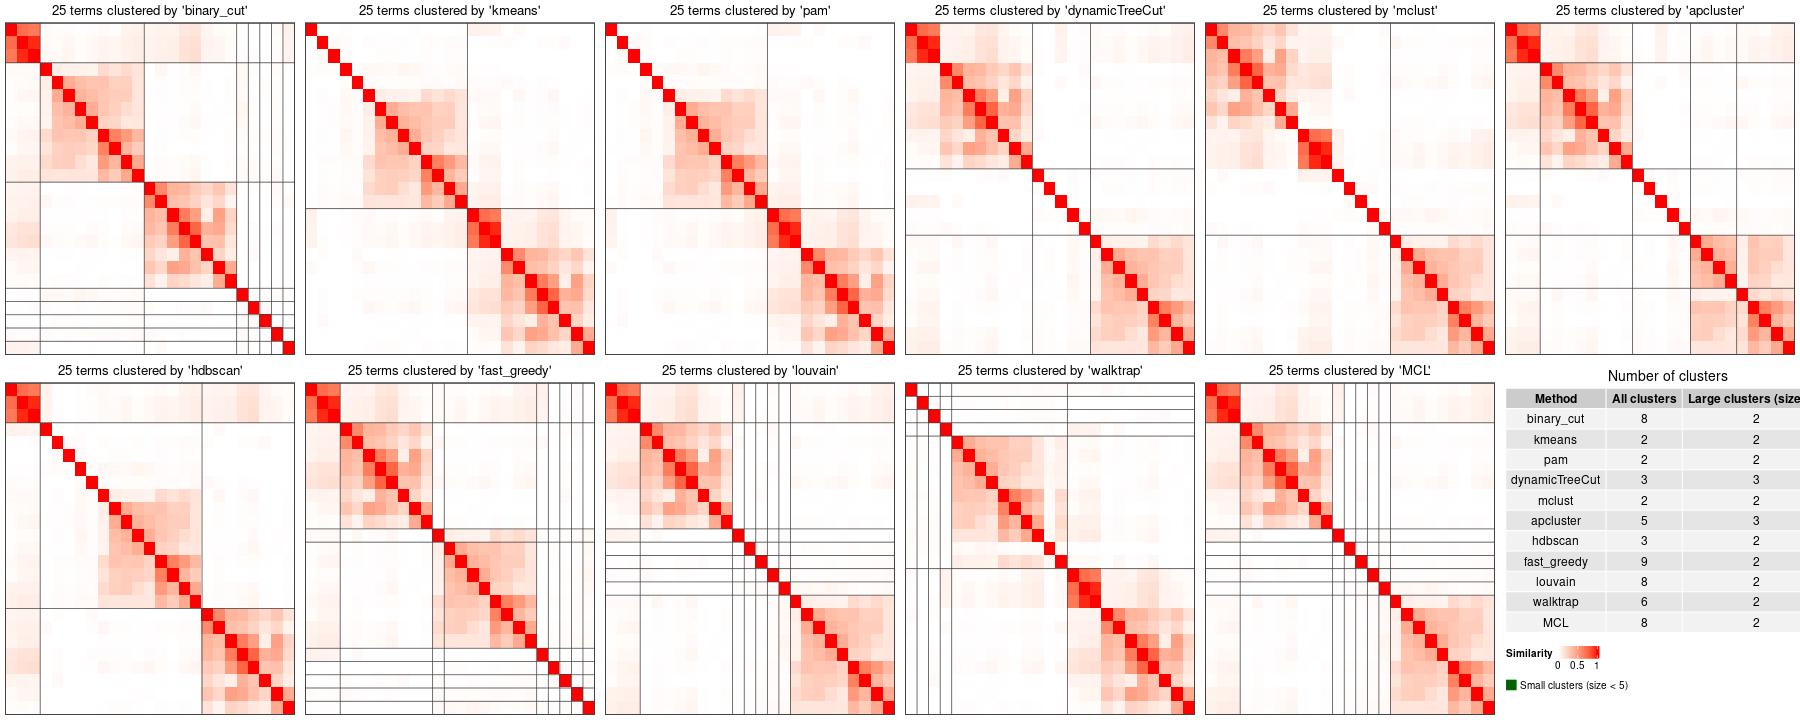 25 terms clustered by 'binary_cut'
25 terms clustered by 'kmeans'
25 terms clustered by 'pam'
25 terms clustered by 'dynamicTreeCut'
25 terms clustered by 'mclust'
25 terms clustered by 'apcluster'
25 terms clustered by 'hdbscan'
25 terms clustered by 'fast_greedy'
25 terms clustered by 'louvain'
25 terms clustered by 'walktrap'
25 terms clustered by 'MCL'
Number of clusters
Method All clusters Large clusters (size
binary_cut 8 2
kmeans 2 2
pam 2 2
dynamicTreeCut 3 3
mclust 2 2
apcluster 5 3
hdbscan 3 2
fast_greedy 9 2
louvain 8 2
walktrap 6 2
MCL 8 2
Similarity
0 0.5 1
Small clusters (size < 5)